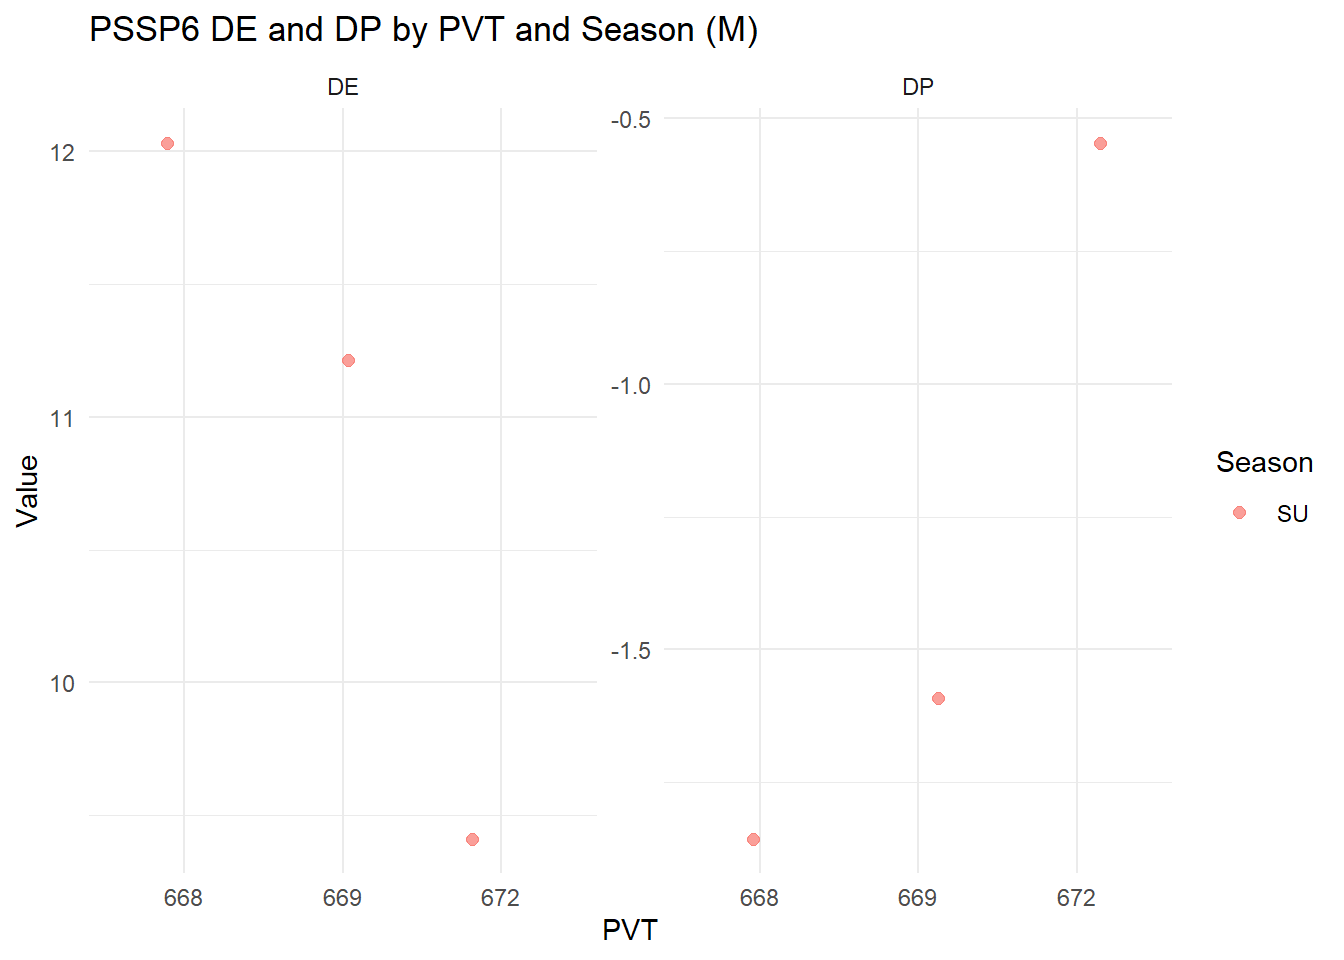 PSSP6 DE and DP by PVT and Season (M)
DE
DP
12
11
10
-0.5
-1.0
-1.5
Value
668
669
672
668
669
672
PVT
Season
SU